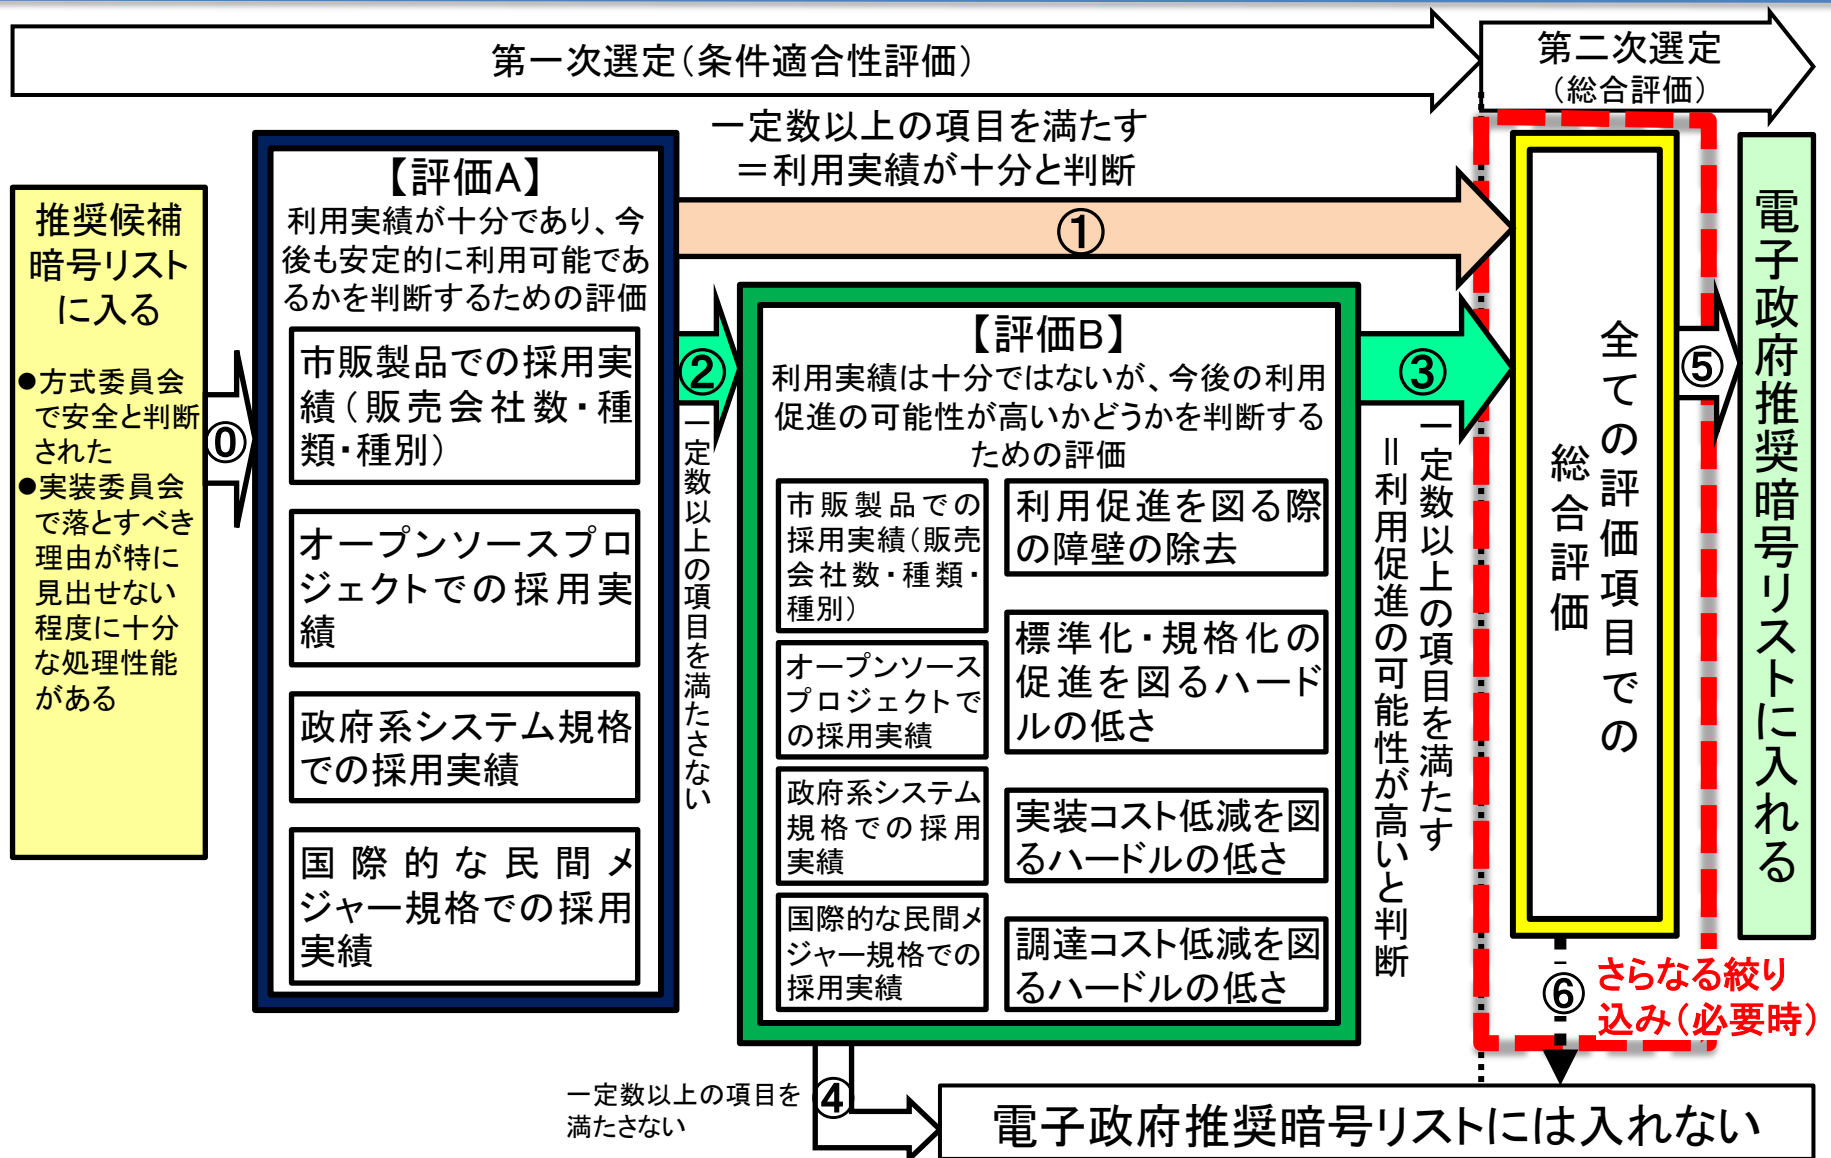 第一次選定(条件適合性評価)
第二次選定
(総合評価)
一定数以上の項目を満たす
=利用実績が十分と判断
推奨候補
暗号リスト
に入る
●方式委員会
で安全と判断
された
●実装委員会
で落とすべき
理由が特に
見出せない
程度に十分
な処理性能
がある
⓪
【評価A】
利用実績が十分であり、今
後も安定的に利用可能であ
るかを判断するための評価
市販製品での採用実
績(販売会社数・種
類・種別)
オープンソースプロ
ジェクトでの採用実
績
政府系システム規格
での採用実績
国際的な民間メ
ジャー規格での採用
実績
①
②
一定数以上の項目を満たさない
【評価B】
利用実績は十分ではないが、今後の利用
促進の可能性が高いかどうかを判断する
ための評価
市販製品での
採用実績(販売
会社数・種類・
種別)
オープンソース
プロジェクトで
の採用実績
政府系システム
規格での採用
実績
国際的な民間メ
ジャー規格での
採用実績
利用促進を図る際
の障壁の除去
標準化・規格化の
促進を図るハード
ルの低さ
実装コスト低減を図
るハードルの低さ
調達コスト低減を図
るハードルの低さ
③
一定数以上の項目を満たす
=利用促進の可能性が高いと判断
全ての評価項目での
総合評価
⑤
電子政府推奨暗号リストに入れる
⑥
さらなる絞り
込み(必要時)
一定数以上の項目を
満たさない
④
電子政府推奨暗号リストには入れない